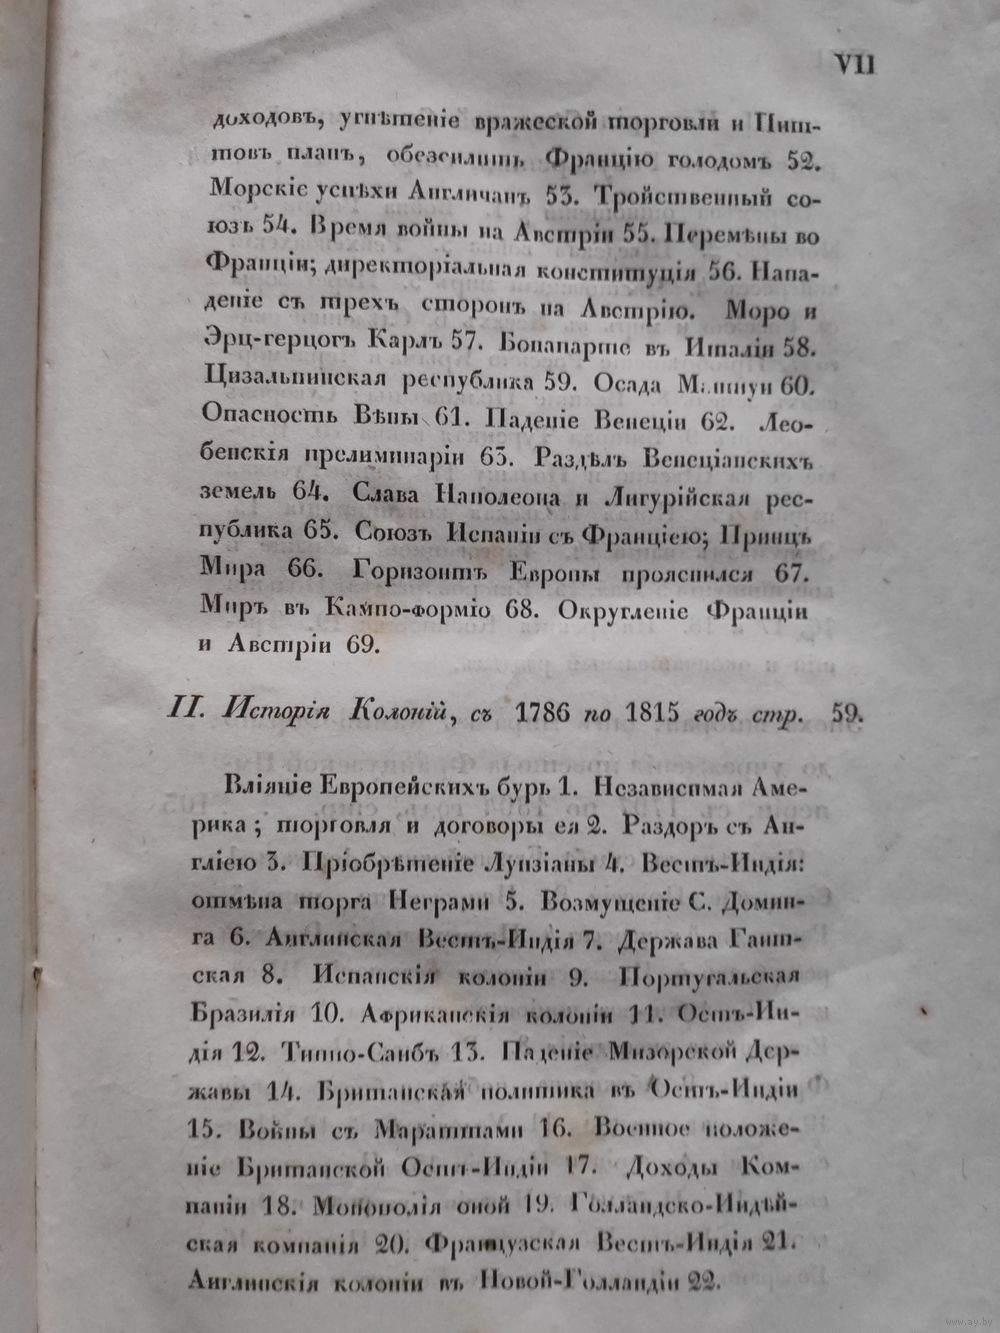 VII
доходовъ, угнѣтеніе вражеской торговли и Пит-
товъ планъ, обезсилить Францію голодомъ 52.
Морскіе успѣхи Англичанъ 53. Тройственный со-
юзъ 54. Время войны на Австріи 55. Перемѣны во
Франціи; директоріальная конституція 56. Напа-
деніе съ трехъ сторонъ на Австрію. Моро и
Эрц-герцогъ Карлъ 57. Бонапарте въ Италіи 58.
Цизальпинская республика 59. Осада Мантуи 60.
Опасность Вѣны 61. Паденіе Венеціи 62. Лео-
бенскія прелиминаріи 63. Раздѣлъ Венеціанскихъ
земель 64. Слава Наполеона и Лигурійская рес-
публика 65. Союзъ Испаніи съ Франціею; Принцъ
Мира 66. Горизонтъ Европы прояснился 67.
Миръ въ Кампо-форміо 68. Округленіе Франціи
и Австріи 69.
II. Исторія Колоній, съ 1786 по 1815 годъ стр. 59.
Вліяніе Европейскихъ бурь 1. Независимая Аме-
рика; торговля и договоры ея 2. Раздоръ съ Ан-
гліею 3. Пріобрѣтеніе Луизіаны 4. Вестъ-Индія:
отмѣна торга Неграми 5. Возмущеніе С. Домин-
га 6. Англинская Вестъ-Индія 7. Держава Гаит-
ская 8. Испанскія колоніи 9. Португальская
Бразилія 10. Африканскія колоніи 11. Остъ-Ин-
дія 12. Типпо-Саибъ 13. Паденіе Мизорской Дер-
жавы 14. Британская политика въ Остъ-Индіи
15. Войны съ Мараттами 16. Военное положе-
ніе Британской Остъ-Индіи 17. Доходы Ком-
паніи 18. Монополія оной 19. Голландско-Индѣй-
ская компанія 20. Французская Вестъ-Индія 21.
Англинскія колоніи въ Новой-Голландіи 22.
www.ay.by